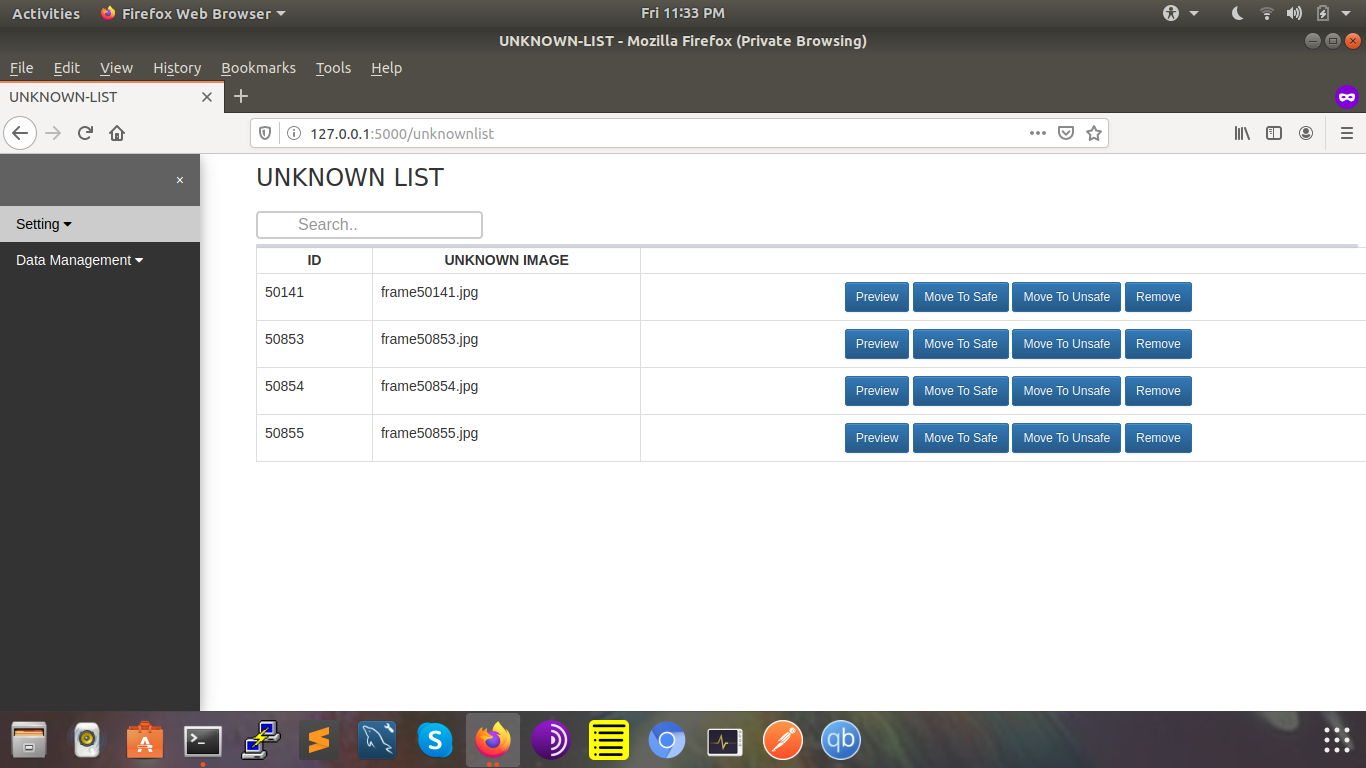 Activities Firefox Web Browser Fri 11:33 PM
UNKNOWN-LIST - Mozilla Firefox (Private Browsing)
File Edit View History Bookmarks Tools Help
UNKNOWN-LIST
127.0.0.1:5000/unknownlist
×
UNKNOWN LIST
Setting
Search..
Data Management
ID UNKNOWN IMAGE
50141 frame50141.jpg Preview Move To Safe Move To Unsafe Remove
50853 frame50853.jpg Preview Move To Safe Move To Unsafe Remove
50854 frame50854.jpg Preview Move To Safe Move To Unsafe Remove
50855 frame50855.jpg Preview Move To Safe Move To Unsafe Remove
A >_ S S qb